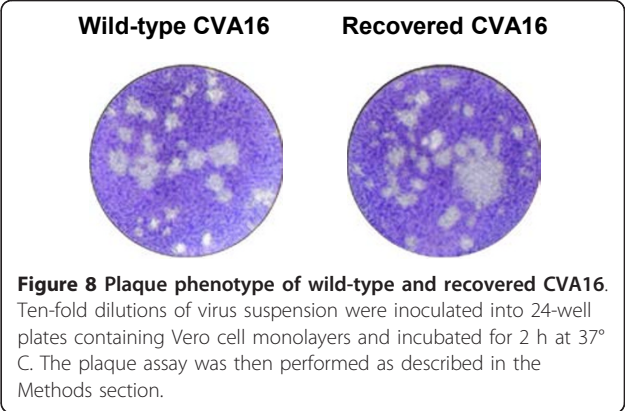 Wild-type CVA16 Recovered CVA16
Figure 8 Plaque phenotype of wild-type and recovered CVA16.
Ten-fold dilutions of virus suspension were inoculated into 24-well
plates containing Vero cell monolayers and incubated for 2 h at 37°
C. The plaque assay was then performed as described in the
Methods section.